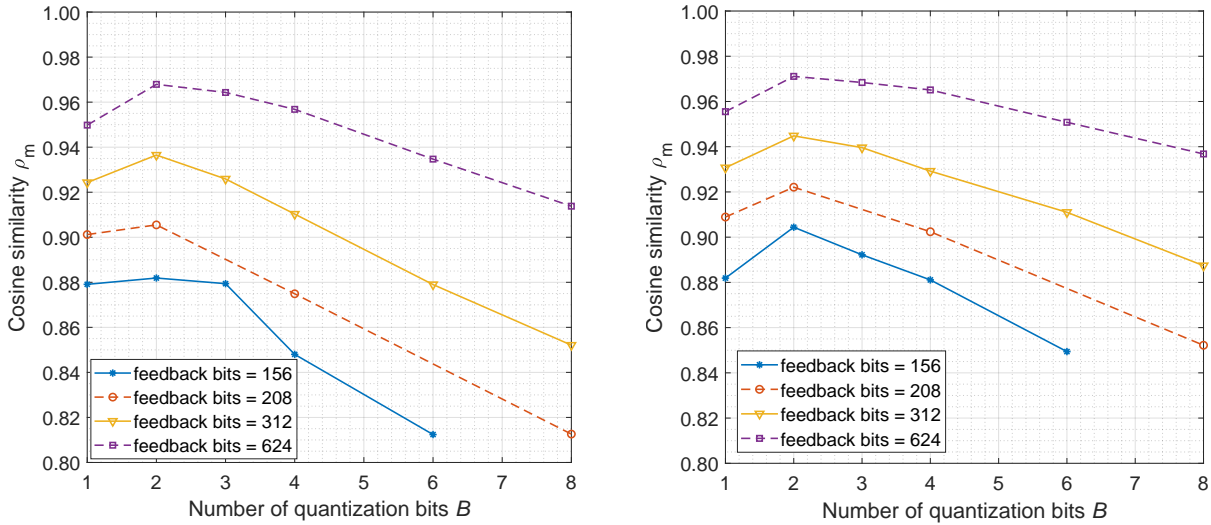 1.00
0.98
0.96
0.94
0.92
0.90
0.88
0.86
0.84
0.82
0.80
Cosine similarity ρm
feedback bits = 156
feedback bits = 208
feedback bits = 312
feedback bits = 624
1 2 3 4 5 6 7 8
Number of quantization bits B
1.00
0.98
0.96
0.94
0.92
0.90
0.88
0.86
0.84
0.82
0.80
Cosine similarity ρm
feedback bits = 156
feedback bits = 208
feedback bits = 312
feedback bits = 624
1 2 3 4 5 6 7 8
Number of quantization bits B